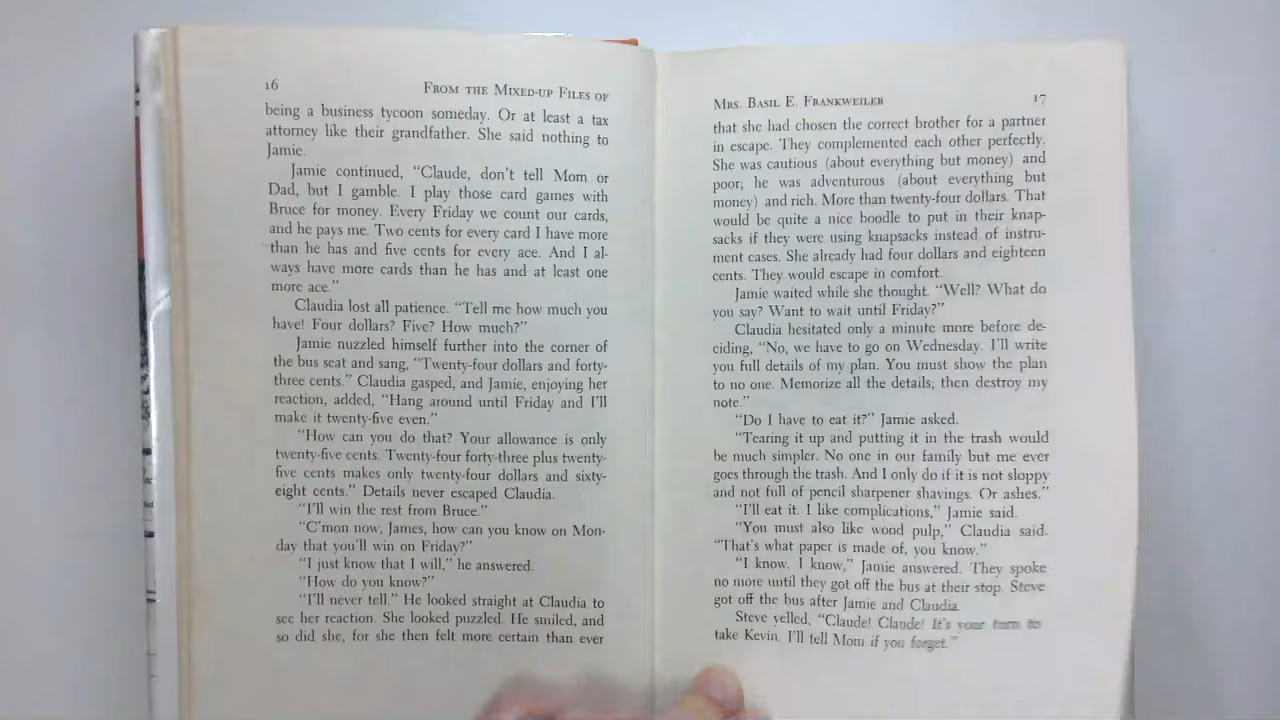 16
From the Mixed-up Files of
being a business tycoon someday. Or at least a tax
attorney like their grandfather. She said nothing to
Jamie.
Jamie continued, “Claude, don’t tell Mom or
Dad, but I gamble. I play those card games with
Bruce for money. Every Friday we count our cards,
and he pays me. Two cents for every card I have more
than he has and five cents for every ace. And I al-
ways have more cards than he has and at least one
more ace.”
Claudia lost all patience. “Tell me how much you
have! Four dollars? Five? How much?”
Jamie nuzzled himself further into the corner of
the bus seat and sang, “Twenty-four dollars and forty-
three cents.” Claudia gasped, and Jamie, enjoying her
reaction, added, “Hang around until Friday and I’ll
make it twenty-five even.”
“How can you do that? Your allowance is only
twenty-five cents. Twenty-four forty-three plus twenty-
five cents makes only twenty-four dollars and sixty-
eight cents.” Details never escaped Claudia.
“I’ll win the rest from Bruce.”
“C’mon now, James, how can you know on Mon-
day that you’ll win on Friday?”
“I just know that I will,” he answered.
“How do you know?”
“I’ll never tell.” He looked straight at Claudia to
see her reaction. She looked puzzled. He smiled, and
so did she, for she then felt more certain than ever
Mrs. Basil E. Frankweiler
17
that she had chosen the correct brother for a partner
in escape. They complemented each other perfectly.
She was cautious (about everything but money) and
poor; he was adventurous (about everything but
money) and rich. More than twenty-four dollars. That
would be quite a nice boodle to put in their knap-
sacks if they were using knapsacks instead of instru-
ment cases. She already had four dollars and eighteen
cents. They would escape in comfort.
Jamie waited while she thought. “Well? What do
you say? Want to wait until Friday?”
Claudia hesitated only a minute more before de-
ciding, “No, we have to go on Wednesday. I’ll write
you full details of my plan. You must show the plan
to no one. Memorize all the details; then destroy my
note.”
“Do I have to eat it?” Jamie asked.
“Tearing it up and putting it in the trash would
be much simpler. No one in our family but me ever
goes through the trash. And I only do if it is not sloppy
and not full of pencil sharpener shavings. Or ashes.”
“I’ll eat it. I like complications,” Jamie said.
“You must also like wood pulp,” Claudia said.
“That’s what paper is made of, you know.”
“I know. I know,” Jamie answered. They spoke
no more until they got off the bus at their stop. Steve
got off the bus after Jamie and Claudia.
Steve yelled, “Claude! Claude! It’s your turn to
take Kevin. I’ll tell Mom if you forget.”